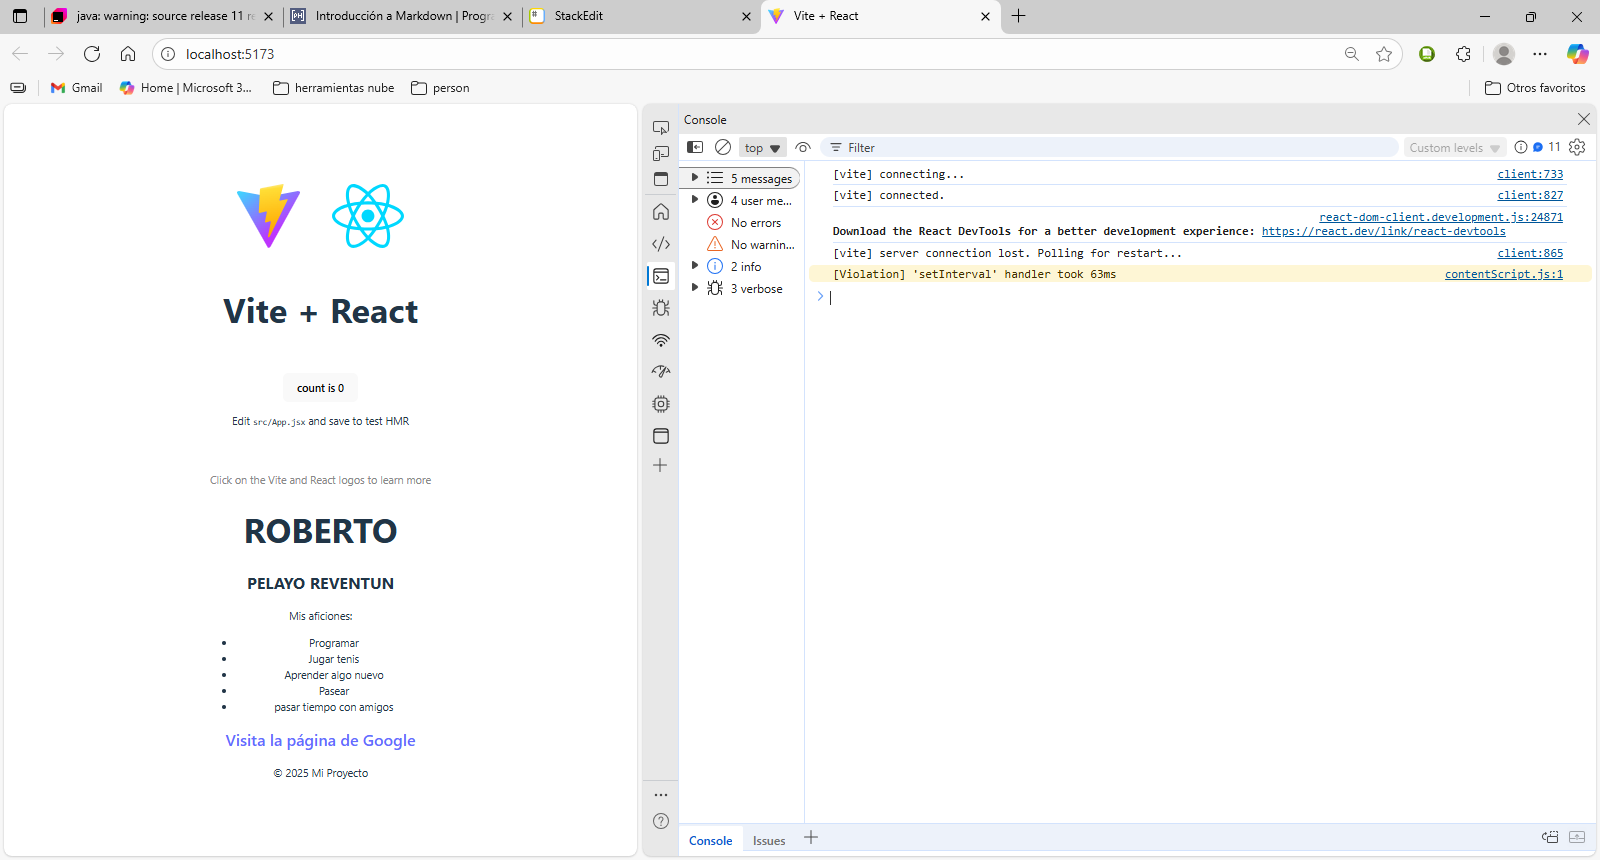 java: warning: source release 11 re
Introducción a Markdown | Progra
StackEdit
Vite + React
localhost:5173
Gmail
Home | Microsoft 3...
herramientas nube
person
Otros favoritos
Vite + React
count is 0
Edit src/App.jsx and save to test HMR
Click on the Vite and React logos to learn more
ROBERTO
PELAYO REVENTUN
Mis aficiones:
Programar
Jugar tenis
Aprender algo nuevo
Pasear
pasar tiempo con amigos
Visita la página de Google
© 2025 Mi Proyecto
Console
top
Filter
Custom levels
11
5 messages
4 user me...
No errors
No warnin...
2 info
3 verbose
[vite] connecting... client:733
[vite] connected. client:827
react-dom-client.development.js:24871
Download the React DevTools for a better development experience: https://react.dev/link/react-devtools
[vite] server connection lost. Polling for restart... client:865
[Violation] 'setInterval' handler took 63ms contentScript.js:1
Console
Issues